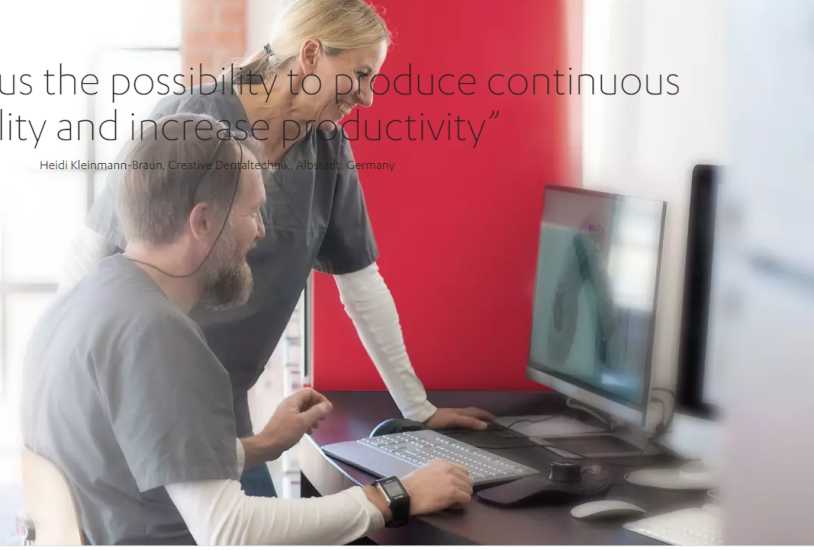 us the possibility to produce continuous
lity and increase productivity”
Heidi Kleinmann-Braun, Creative Dentaltechnik, Albstadt, Germany